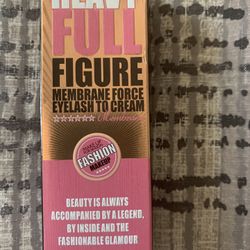 HEAVY
FULL
FIGURE
MEMBRANE FORCE
EYELASH TO CREAM
FASHION
BEAUTY IS ALWAYS
ACCOMPANIED BY A LEGEND,
BY INSIDE AND THE
FASHIONABLE GLAMOUR